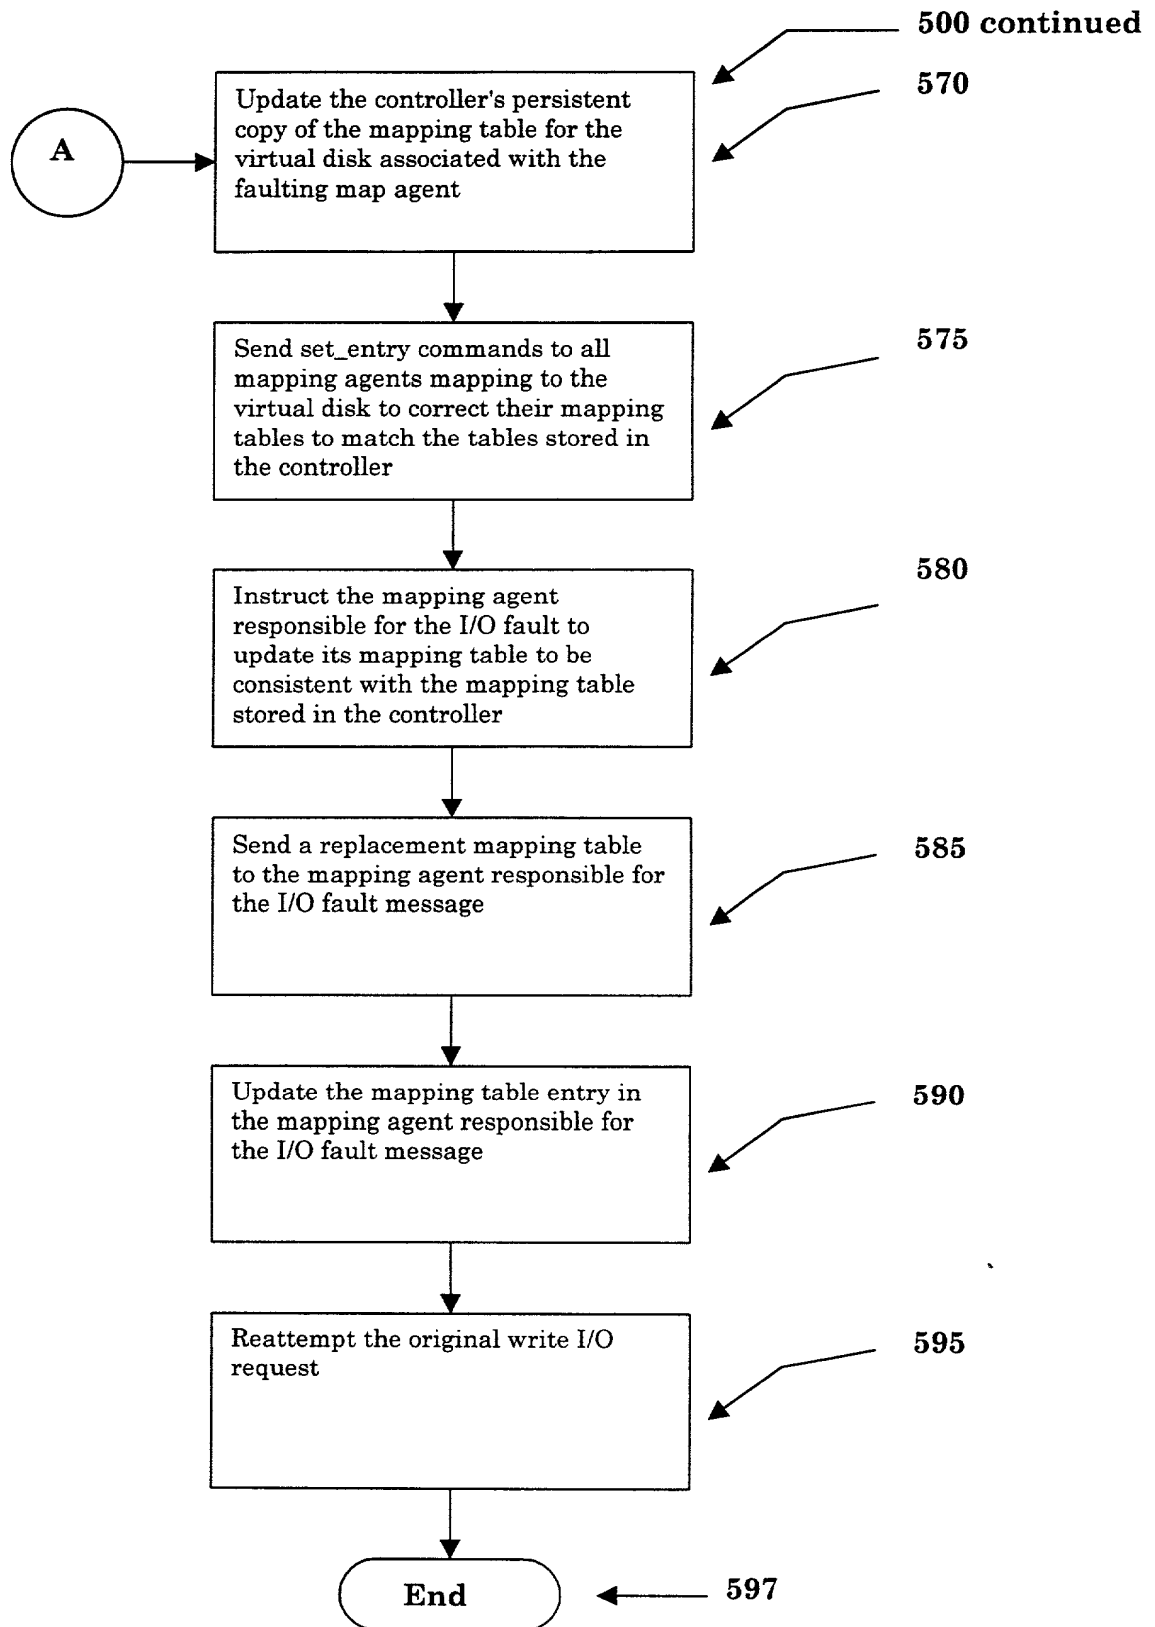 500 continued
570
A
Update the controller's persistent
copy of the mapping table for the
virtual disk associated with the
faulting map agent
575
Send set_entry commands to all
mapping agents mapping to the
virtual disk to correct their mapping
tables to match the tables stored in
the controller
580
Instruct the mapping agent
responsible for the I/O fault to
update its mapping table to be
consistent with the mapping table
stored in the controller
585
Send a replacement mapping table
to the mapping agent responsible for
the I/O fault message
590
Update the mapping table entry in
the mapping agent responsible for
the I/O fault message
595
Reattempt the original write I/O
request
End
597